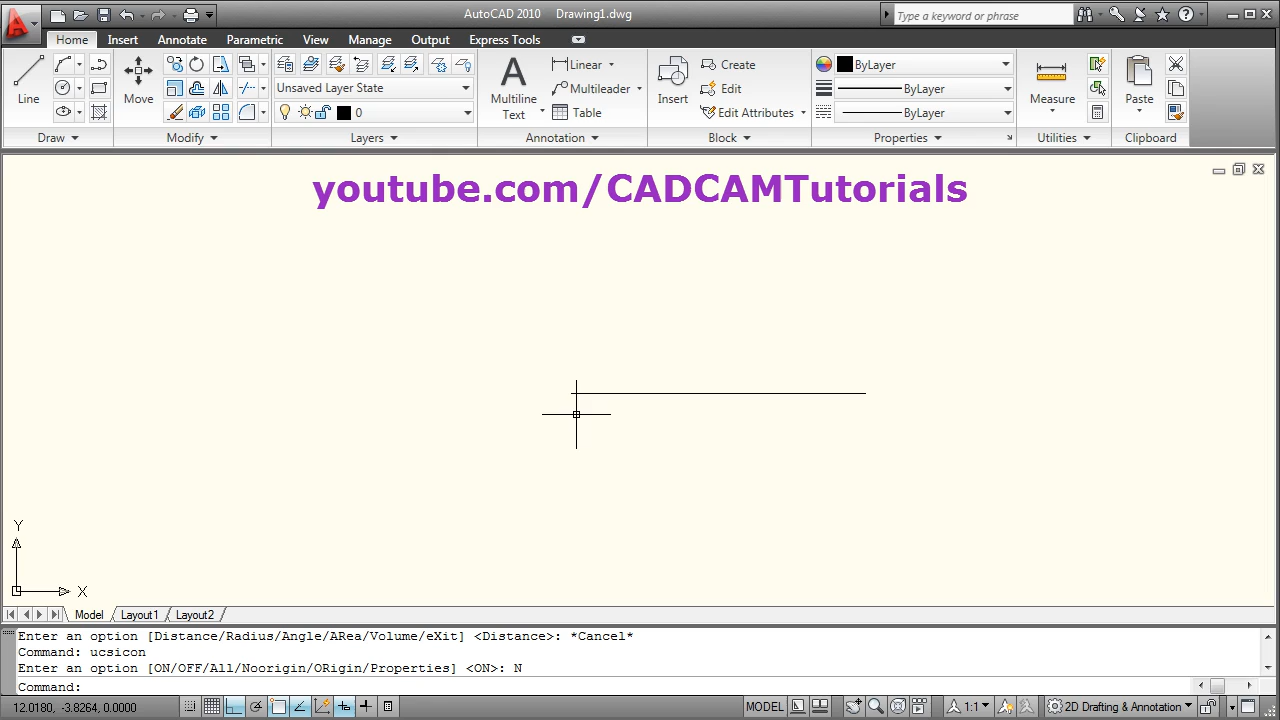 AutoCAD 2010 Drawing1.dwg
Type a keyword or phrase
Home Insert Annotate Parametric View Manage Output Express Tools
Line
Move
Unsaved Layer State
0
Multiline
Text
Linear
Multileader
Table
Insert
Create
Edit
Edit Attributes
ByLayer
ByLayer
ByLayer
Measure
Paste
Draw Modify Layers Annotation Block Properties Utilities Clipboard
youtube.com/CADCAMTutorials
Y
X
Model Layout1 Layout2
Enter an option [Distance/Radius/Angle/ARea/Volume/eXit] <Distance>: *Cancel*
Command: ucsicon
Enter an option [ON/OFF/All/Noorigin/ORigin/Properties] <ON>: N
Command:
12.0180, -3.8264, 0.0000 MODEL 1:1 2D Drafting & Annotation